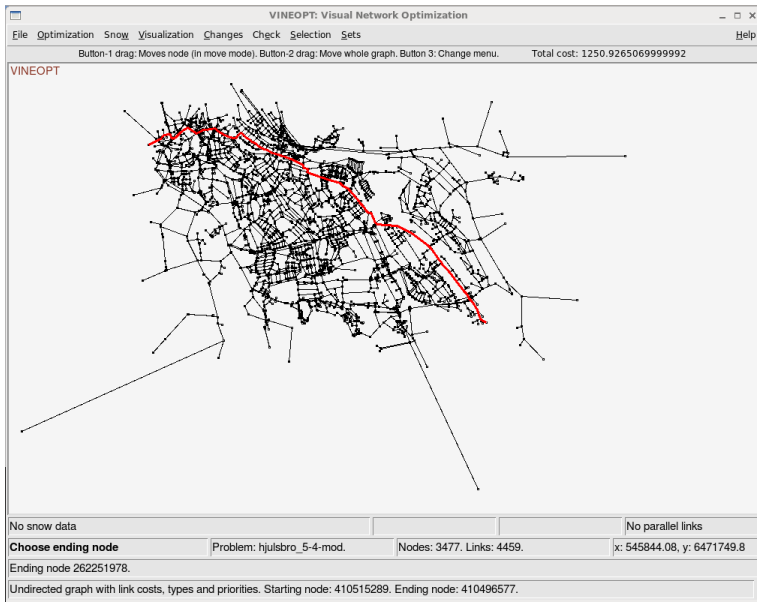 VINEOPT: Visual Network Optimization
File Optimization Snow Visualization Changes Check Selection Sets Help
Button-1 drag: Moves node (in move mode). Button-2 drag: Move whole graph. Button 3: Change menu. Total cost: 1250.9265069999992
VINEOPT
No snow data No parallel links
Choose ending node Problem: hjulsbro_5-4-mod. Nodes: 3477. Links: 4459. x: 545844.08, y: 6471749.8
Ending node 262251978.
Undirected graph with link costs, types and priorities. Starting node: 410515289. Ending node: 410496577.